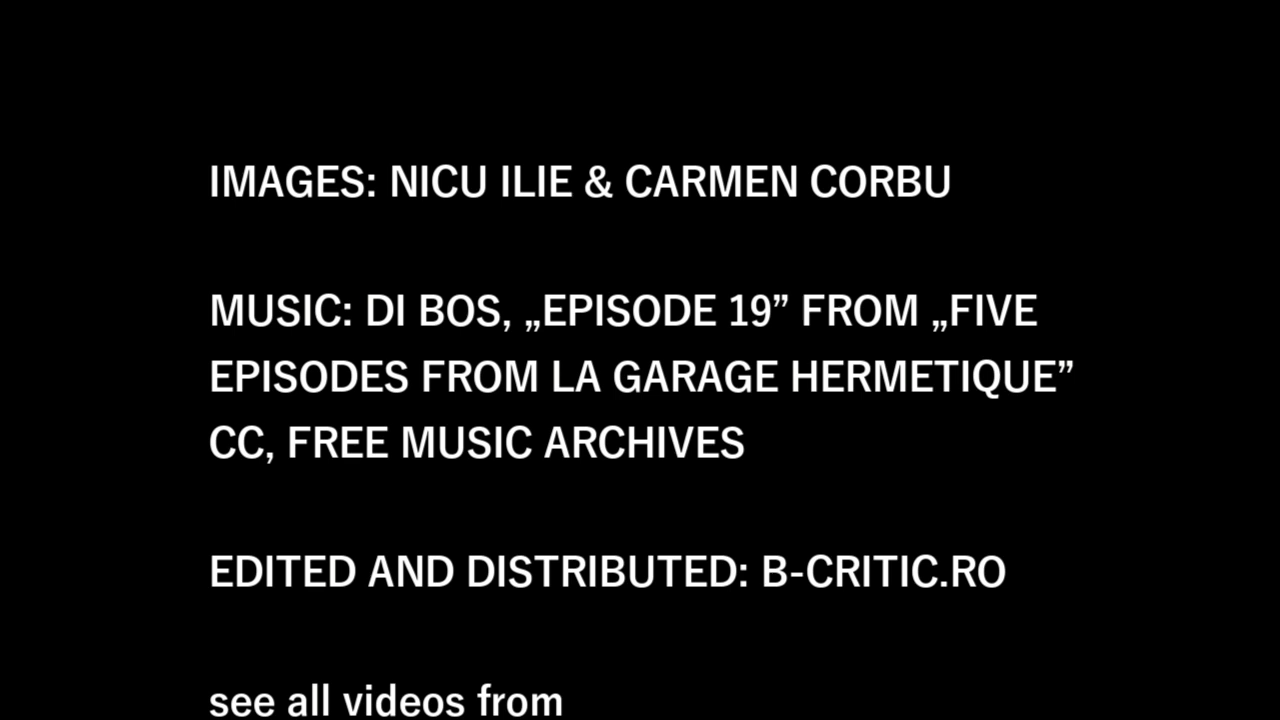 IMAGES: NICU ILIE & CARMEN CORBU
MUSIC: DI BOS, „EPISODE 19” FROM „FIVE
EPISODES FROM LA GARAGE HERMETIQUE”
CC, FREE MUSIC ARCHIVES
EDITED AND DISTRIBUTED: B-CRITIC.RO
see all videos from